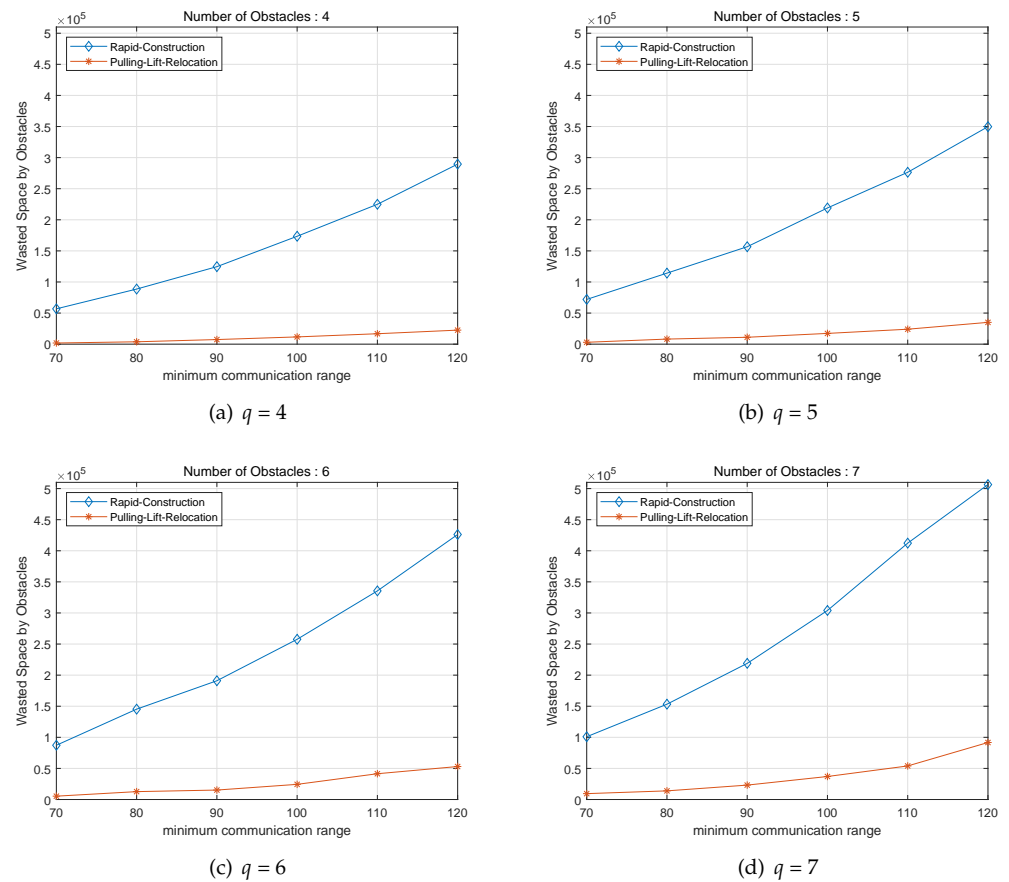 Number of Obstacles : 4
×10⁵
Rapid-Construction
Pulling-Lift-Relocation
Wasted Space by Obstacles
5
4.5
4
3.5
3
2.5
2
1.5
1
0.5
0
70 80 90 100 110 120
minimum communication range
(a) q = 4
Number of Obstacles : 5
×10⁵
Rapid-Construction
Pulling-Lift-Relocation
Wasted Space by Obstacles
5
4.5
4
3.5
3
2.5
2
1.5
1
0.5
0
70 80 90 100 110 120
minimum communication range
(b) q = 5
Number of Obstacles : 6
×10⁵
Rapid-Construction
Pulling-Lift-Relocation
Wasted Space by Obstacles
5
4.5
4
3.5
3
2.5
2
1.5
1
0.5
0
70 80 90 100 110 120
minimum communication range
(c) q = 6
Number of Obstacles : 7
×10⁵
Rapid-Construction
Pulling-Lift-Relocation
Wasted Space by Obstacles
5
4.5
4
3.5
3
2.5
2
1.5
1
0.5
0
70 80 90 100 110 120
minimum communication range
(d) q = 7